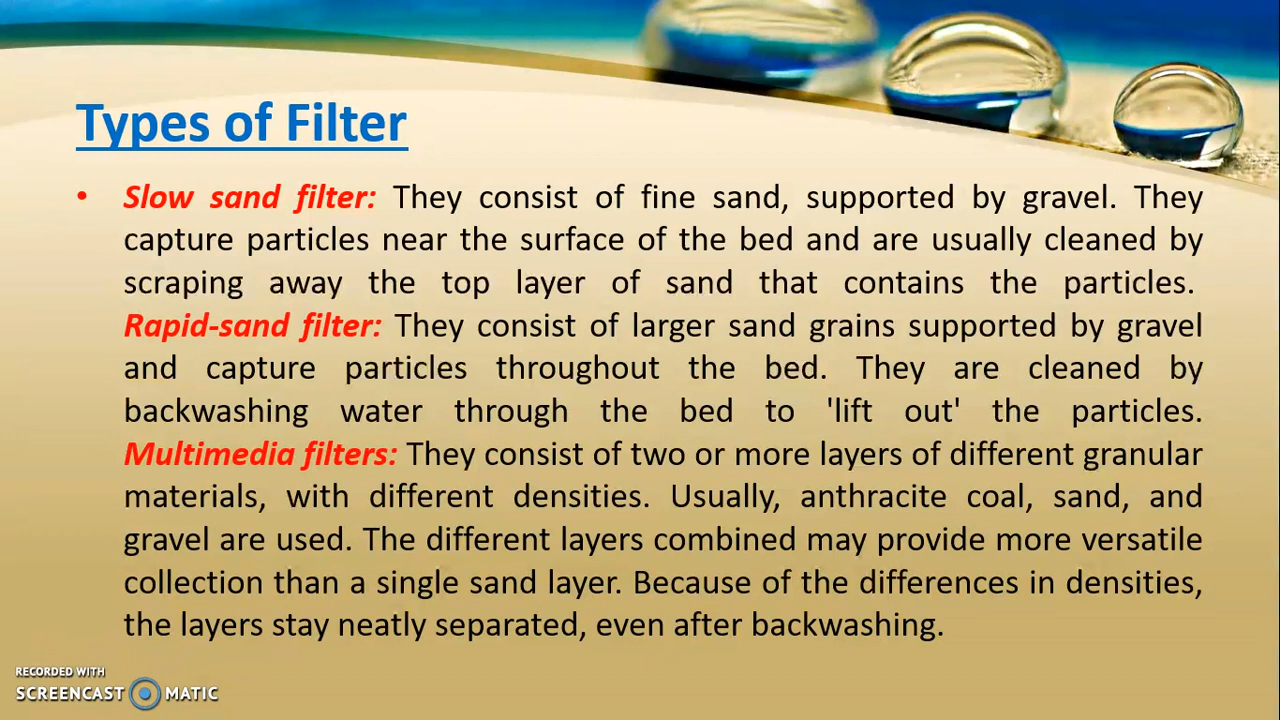 Types of Filter
• Slow sand filter: They consist of fine sand, supported by gravel. They
capture particles near the surface of the bed and are usually cleaned by
scraping away the top layer of sand that contains the particles.
Rapid-sand filter: They consist of larger sand grains supported by gravel
and capture particles throughout the bed. They are cleaned by
backwashing water through the bed to 'lift out' the particles.
Multimedia filters: They consist of two or more layers of different granular
materials, with different densities. Usually, anthracite coal, sand, and
gravel are used. The different layers combined may provide more versatile
collection than a single sand layer. Because of the differences in densities,
the layers stay neatly separated, even after backwashing.
RECORDED WITH
SCREENCAST MATIC